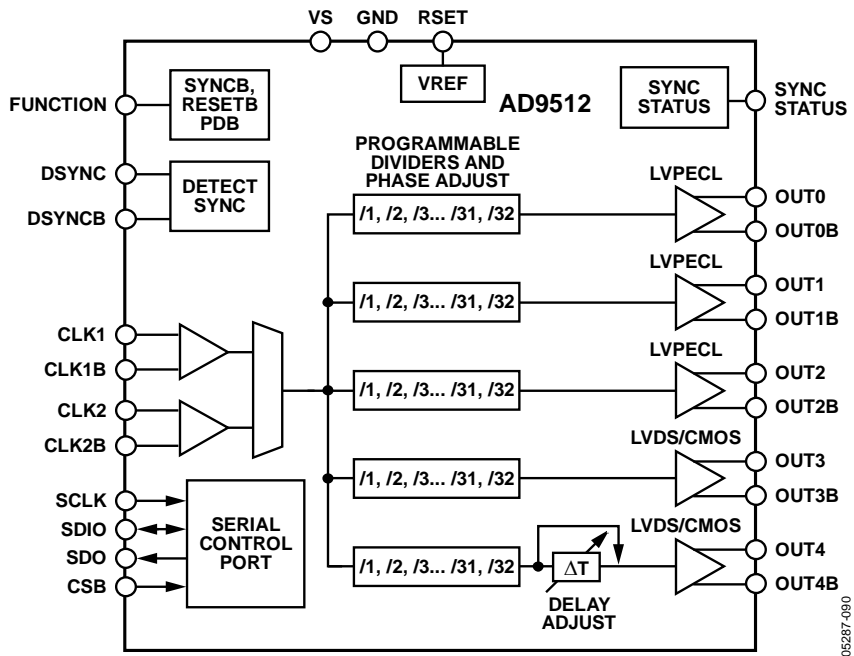 VS GND RSET
FUNCTION
SYNCB,
RESETB
PDB
VREF
AD9512
SYNC
STATUS
SYNC
STATUS
DSYNC
DSYNCB
DETECT
SYNC
PROGRAMMABLE
DIVIDERS AND
PHASE ADJUST
/1, /2, /3... /31, /32
LVPECL
OUT0
OUT0B
/1, /2, /3... /31, /32
LVPECL
OUT1
OUT1B
CLK1
CLK1B
CLK2
CLK2B
/1, /2, /3... /31, /32
LVPECL
OUT2
OUT2B
/1, /2, /3... /31, /32
LVDS/CMOS
OUT3
OUT3B
SCLK
SDIO
SDO
CSB
SERIAL
CONTROL
PORT
/1, /2, /3... /31, /32
ΔT
DELAY
ADJUST
LVDS/CMOS
OUT4
OUT4B
05287-090